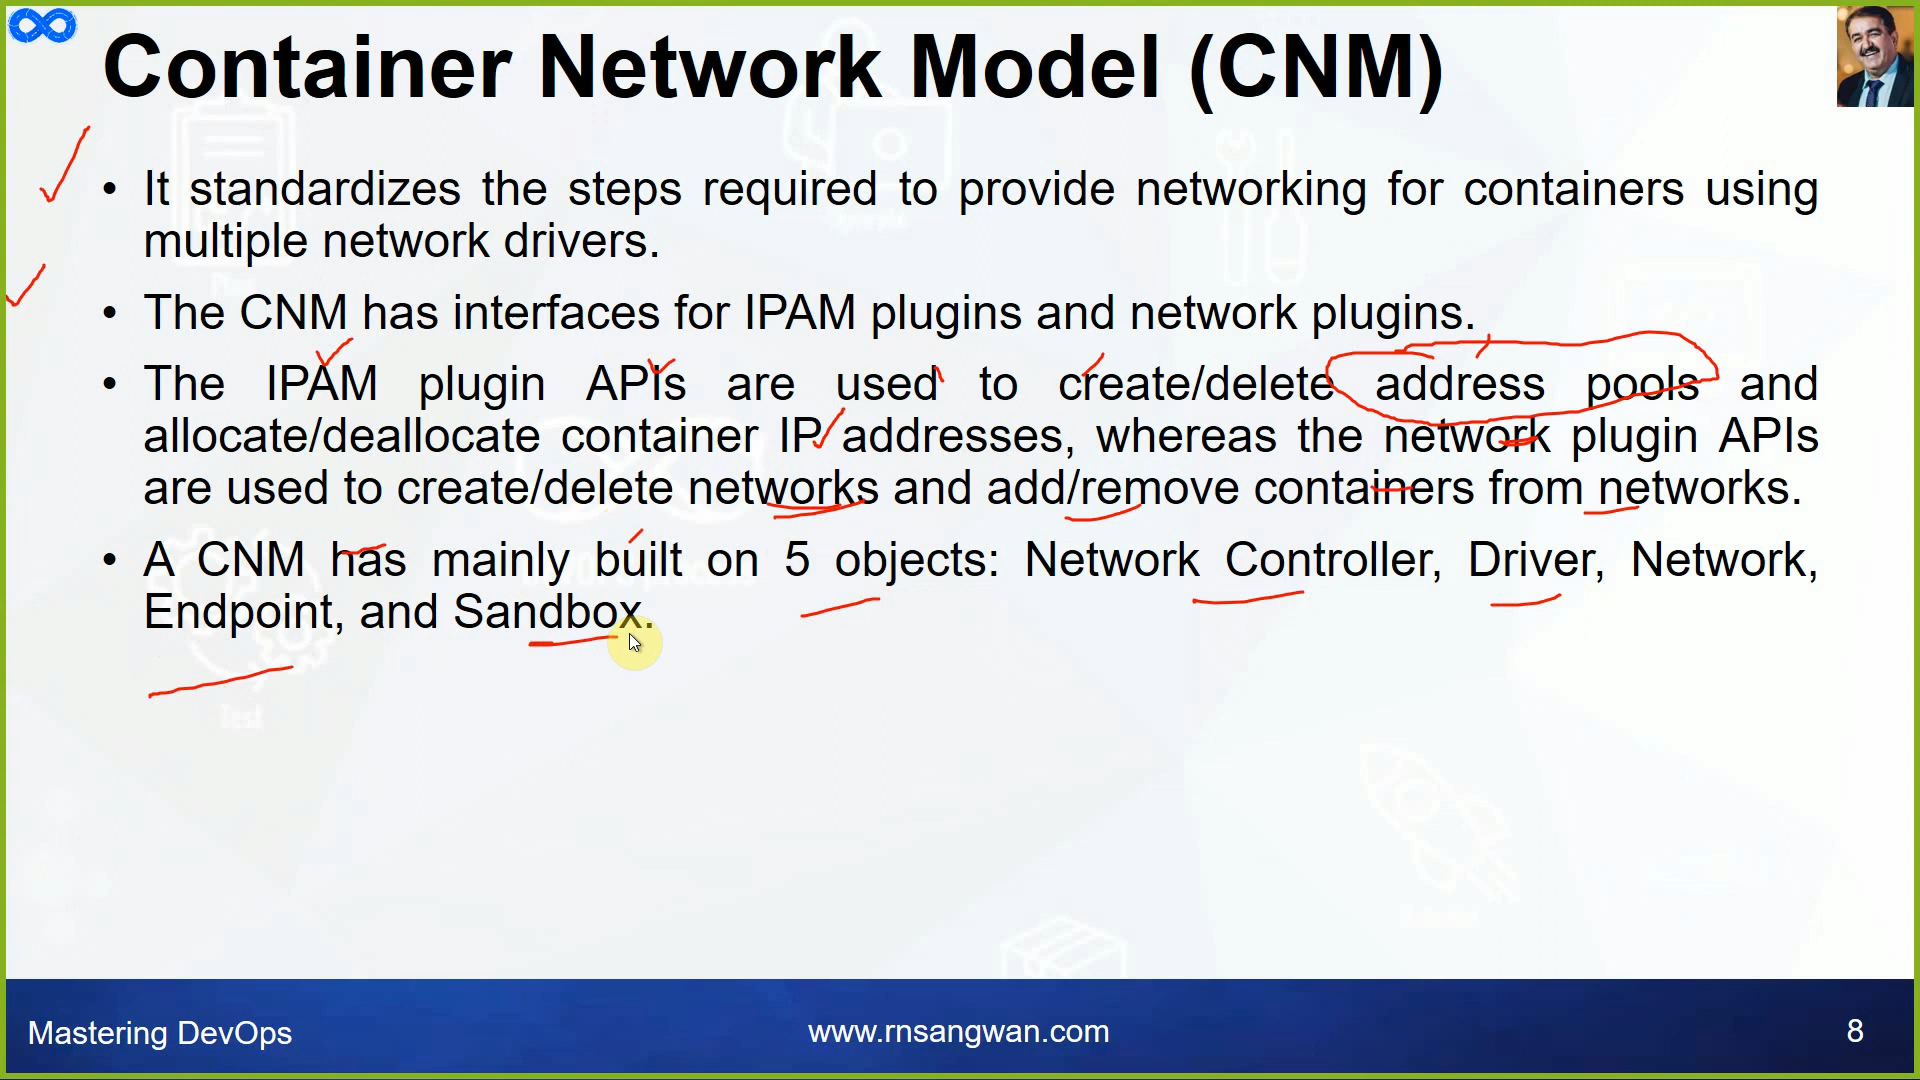 Container Network Model (CNM)
• It standardizes the steps required to provide networking for containers using
multiple network drivers.
• The CNM has interfaces for IPAM plugins and network plugins.
• The IPAM plugin APIs are used to create/delete address pools and
allocate/deallocate container IP addresses, whereas the network plugin APIs
are used to create/delete networks and add/remove containers from networks.
• A CNM has mainly built on 5 objects: Network Controller, Driver, Network,
Endpoint, and Sandbox.
Test
Mastering DevOps
www.rnsangwan.com
8